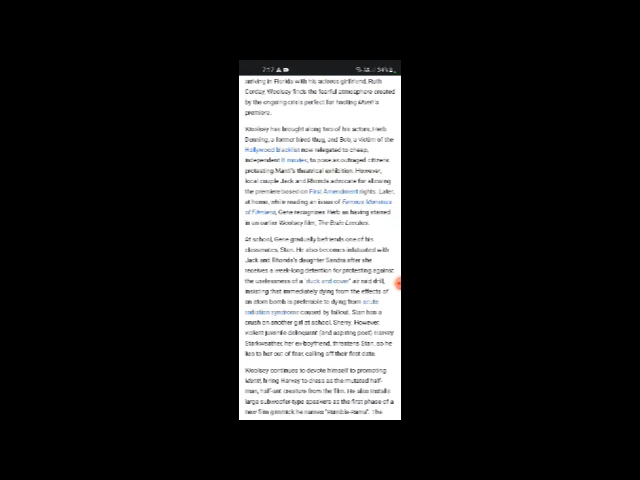 arriving in Florida with his actress girlfriend, Ruth
Corday, Woolsey finds the fearful atmosphere created
by the ongoing crisis perfect for hosting Mant!'s
premiere.
Woolsey has brought along two of his actors, Herb
Denning, a former hired thug, and Bob, a victim of the
Hollywood blacklist now relegated to cheap,
independent B movies, to pose as outraged citizens
protesting Mant!'s theatrical exhibition. However,
local couple Jack and Rhonda advocate for allowing
the premiere based on First Amendment rights. Later,
at home, while reading an issue of Famous Monsters
of Filmland, Gene recognizes Herb as having starred
in an earlier Woolsey film, The Brain Leeches.
At school, Gene gradually befriends one of his
classmates, Stan. He also becomes infatuated with
Jack and Rhonda's daughter Sandra after she
receives a week-long detention for protesting against
the uselessness of a "duck and cover" air raid drill,
insisting that immediately dying from the effects of
an atom bomb is preferable to dying from acute
radiation syndrome caused by fallout. Stan has a
crush on another girl at school, Sherry. However,
violent juvenile delinquent (and aspiring poet) Harvey
Starkweather, her ex-boyfriend, threatens Stan, so he
lies to her out of fear, calling off their first date.
Woolsey continues to devote himself to promoting
Mant!, hiring Harvey to dress as the mutated half-
man, half-ant creature from the film. He also installs
large subwoofer-type speakers as the first phase of a
new film gimmick he names "Rumble-Rama". The